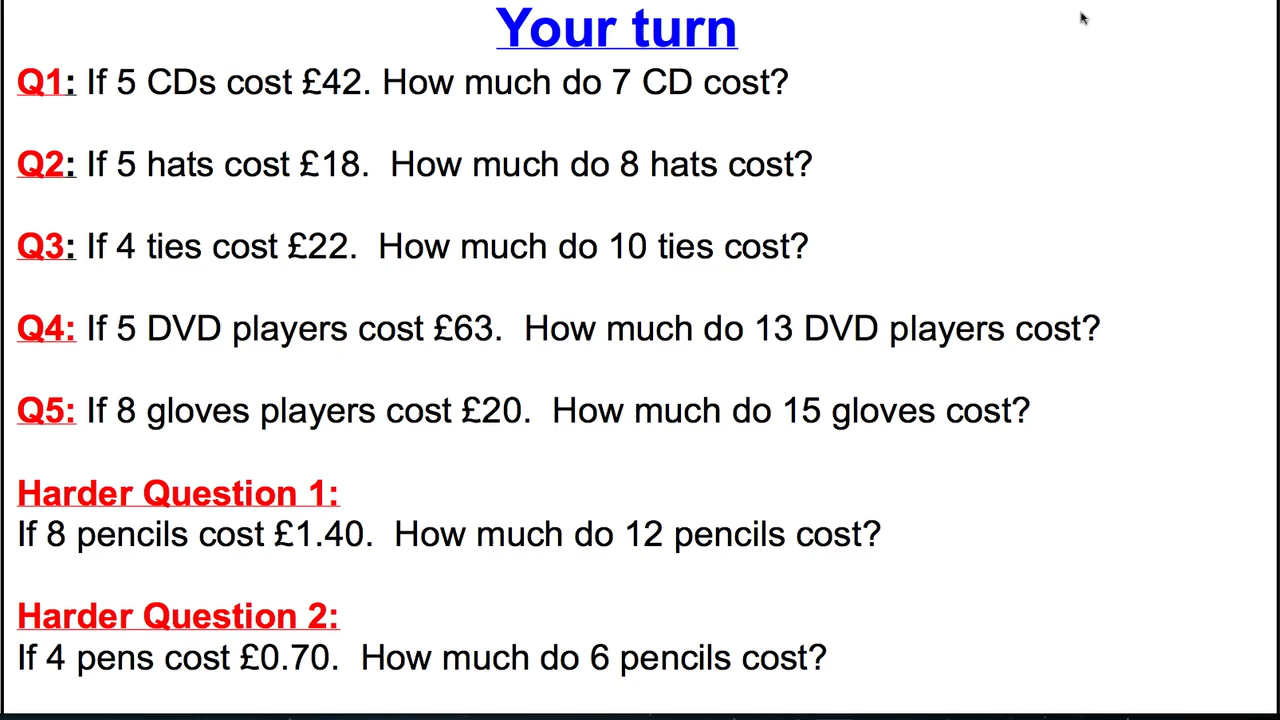 Your turn
Q1: If 5 CDs cost £42. How much do 7 CD cost?
Q2: If 5 hats cost £18.  How much do 8 hats cost?
Q3: If 4 ties cost £22.  How much do 10 ties cost?
Q4: If 5 DVD players cost £63.  How much do 13 DVD players cost?
Q5: If 8 gloves players cost £20.  How much do 15 gloves cost?
Harder Question 1:
If 8 pencils cost £1.40.  How much do 12 pencils cost?
Harder Question 2:
If 4 pens cost £0.70.  How much do 6 pencils cost?